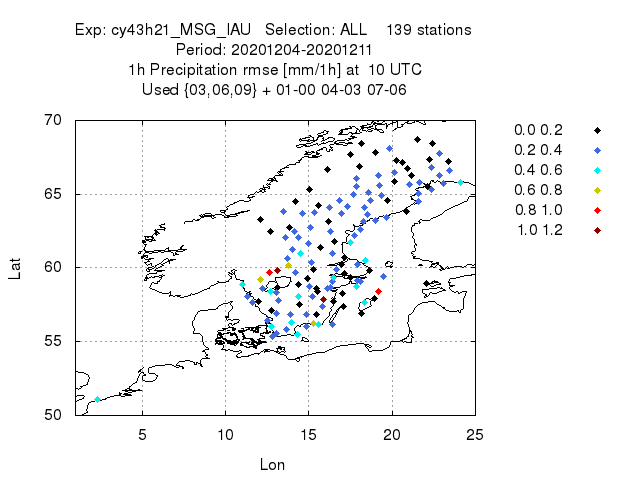 Exp: cy43h21_MSG_IAU   Selection: ALL    139 stations
Period: 20201204-20201211
1h Precipitation rmse [mm/1h] at  10 UTC
Used {03,06,09} + 01-00 04-03 07-06
70
65
60
55
50
Lat
5 10 15 20 25
Lon
0.0 0.2
0.2 0.4
0.4 0.6
0.6 0.8
0.8 1.0
1.0 1.2